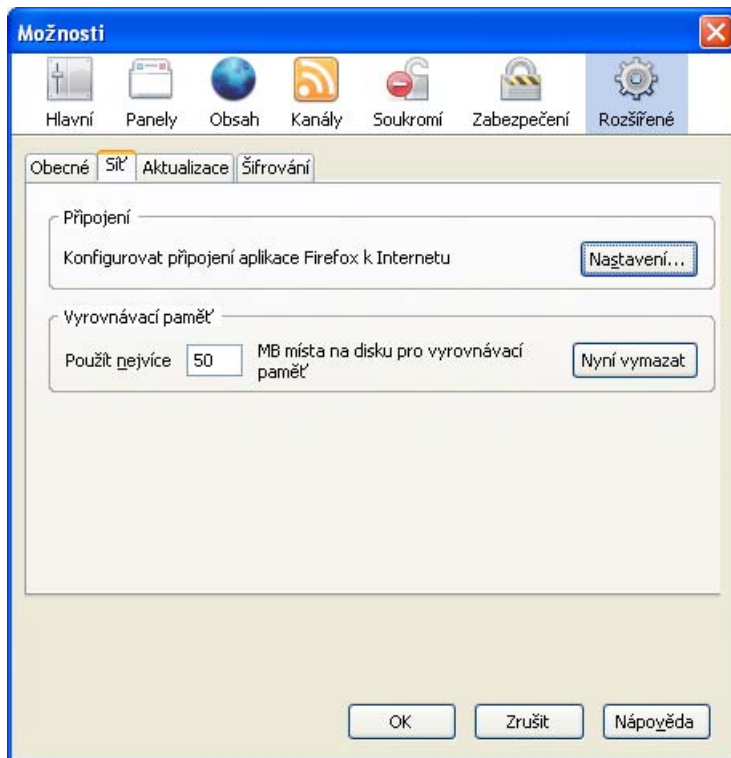 Možnosti
Hlavní Panely Obsah Kanály Soukromí Zabezpečení Rozšířené
Obecné Síť Aktualizace Šifrování
Připojení
Konfigurovat připojení aplikace Firefox k Internetu Nastavení...
Vyrovnávací paměť
Použít nejvíce 50 MB místa na disku pro vyrovnávací
paměť
Nyní vymazat
OK Zrušit Nápověda